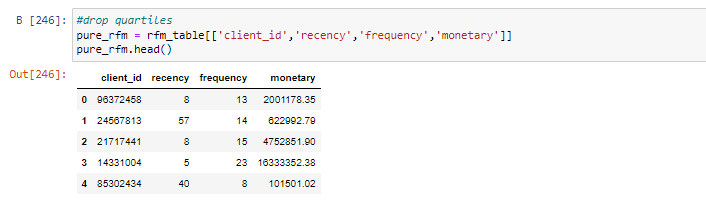 В [246]: #drop quartiles
pure_rfm = rfm_table[['client_id','recency','frequency','monetary']]
pure_rfm.head()
Out[246]:
client_id recency frequency monetary
0 96372458 8 13 2001178.35
1 24567813 57 14 622992.79
2 21717441 8 15 4752851.90
3 14331004 5 23 16333352.38
4 85302434 40 8 101501.02